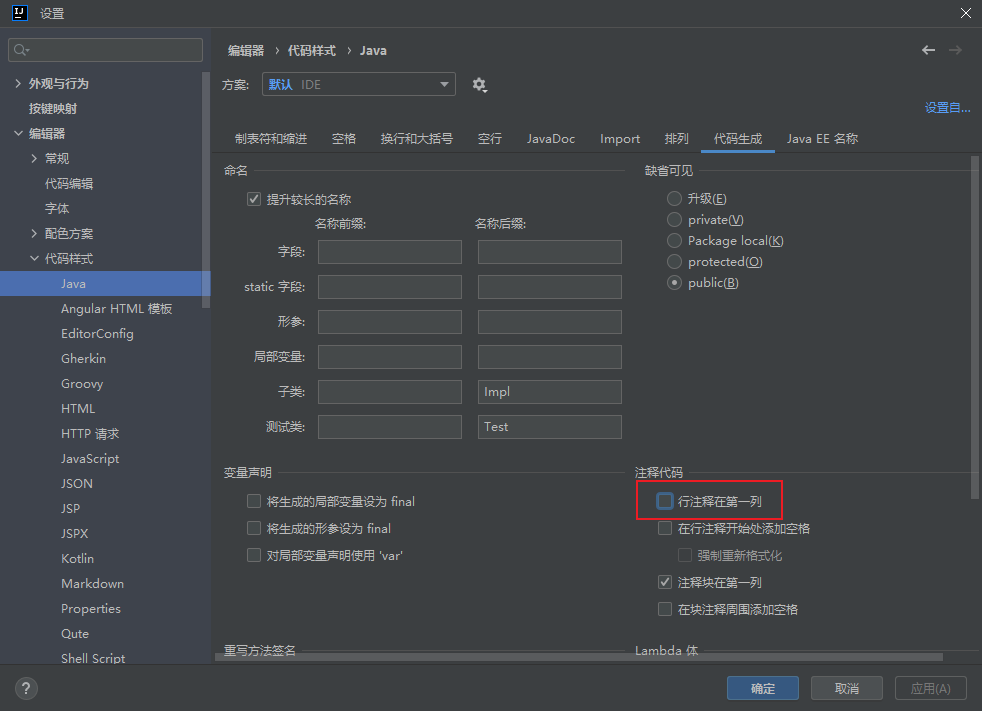 IJ 设置
外观与行为
按键映射
编辑器
常规
代码编辑
字体
配色方案
代码样式
Java
Angular HTML 模板
EditorConfig
Gherkin
Groovy
HTML
HTTP 请求
JavaScript
JSON
JSP
JSPX
Kotlin
Markdown
Properties
Qute
Shell Script
编辑器 › 代码样式 › Java
方案: 默认 IDE
设置自...
制表符和缩进 空格 换行和大括号 空行 JavaDoc Import 排列 代码生成 Java EE 名称
命名
提升较长的名称
名称前缀: 名称后缀:
字段:
static 字段:
形参:
局部变量:
子类: Impl
测试类: Test
缺省可见
升级(E)
private(V)
Package local(K)
protected(O)
public(B)
变量声明
将生成的局部变量设为 final
将生成的形参设为 final
对局部变量声明使用 'var'
注释代码
行注释在第一列
在行注释开始处添加空格
强制重新格式化
注释块在第一列
在块注释周围添加空格
重写方法签名
Lambda 体
?
确定 取消 应用(A)